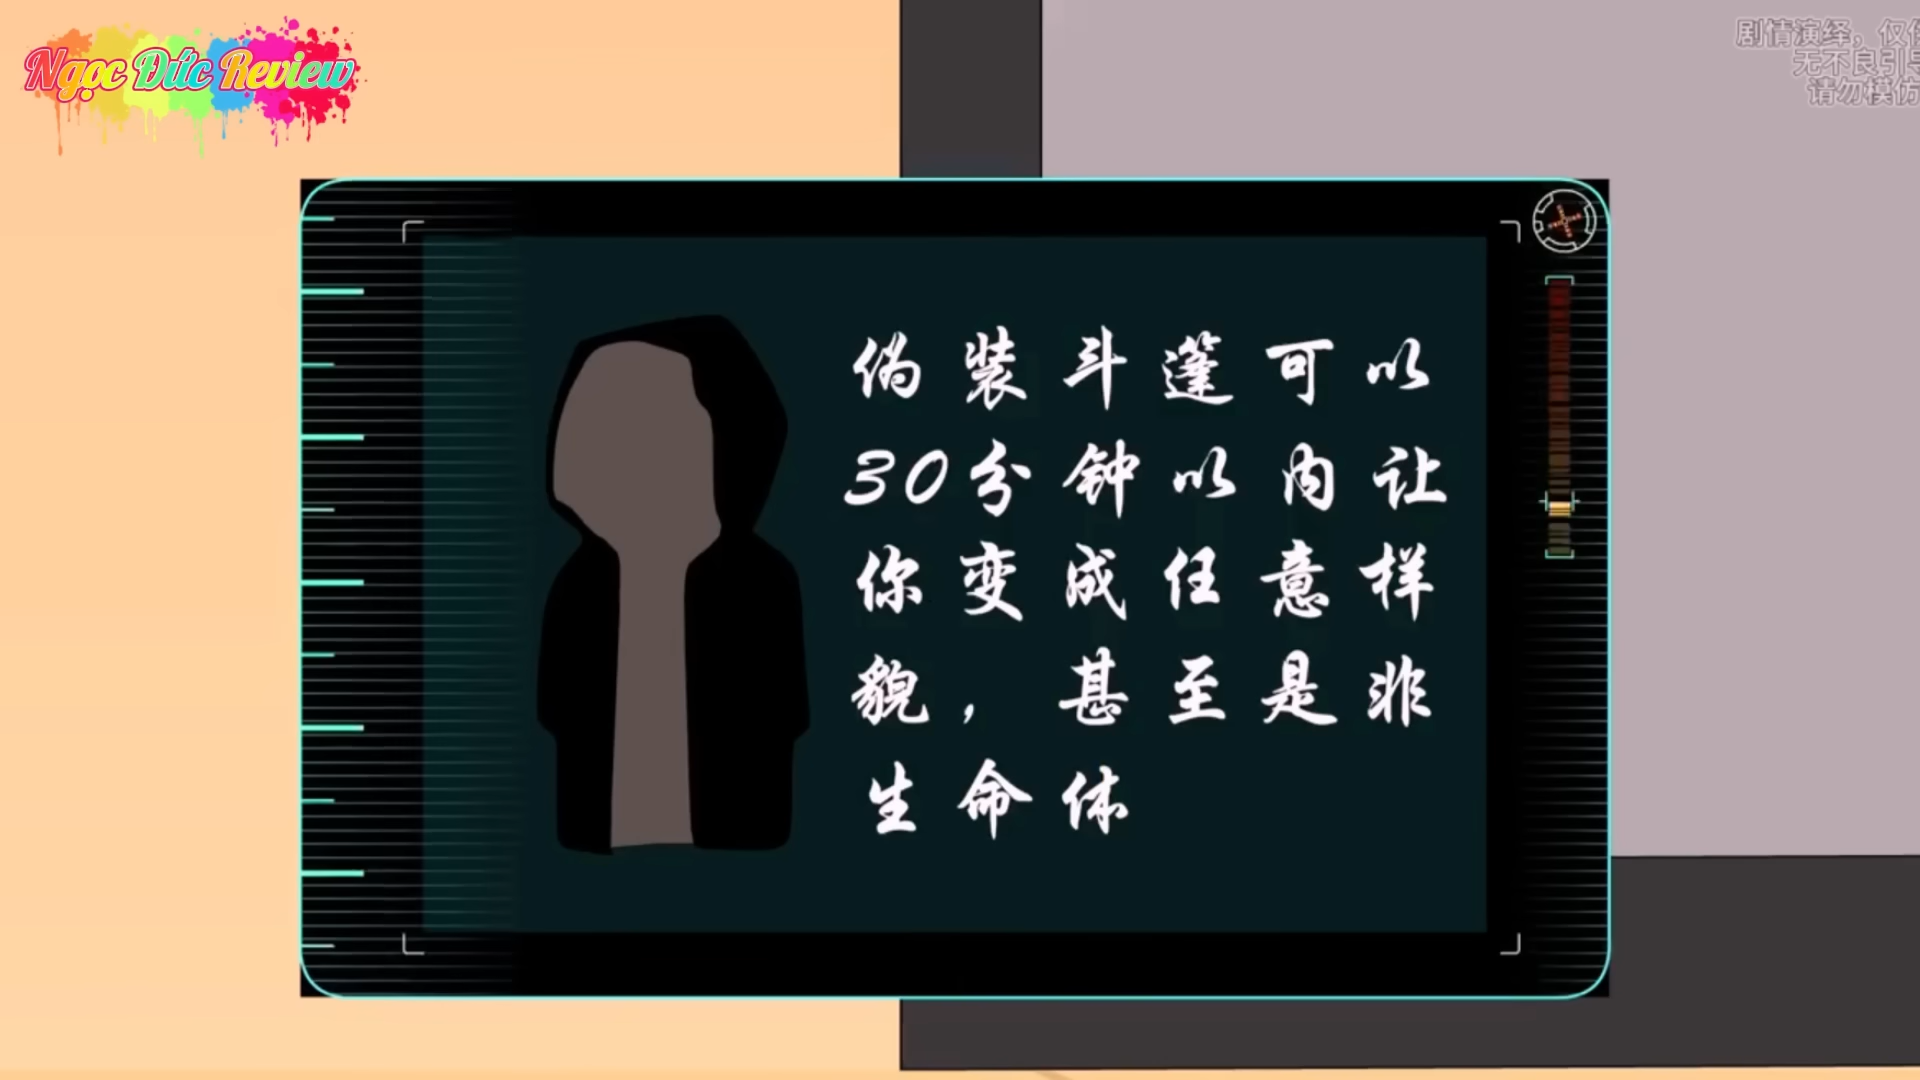 Ngọc Đức Review
剧情演绎，仅
无不良引导
请勿模仿
伪装斗篷可以
30分钟以内让
你变成任意样
貌，甚至是非
生命体